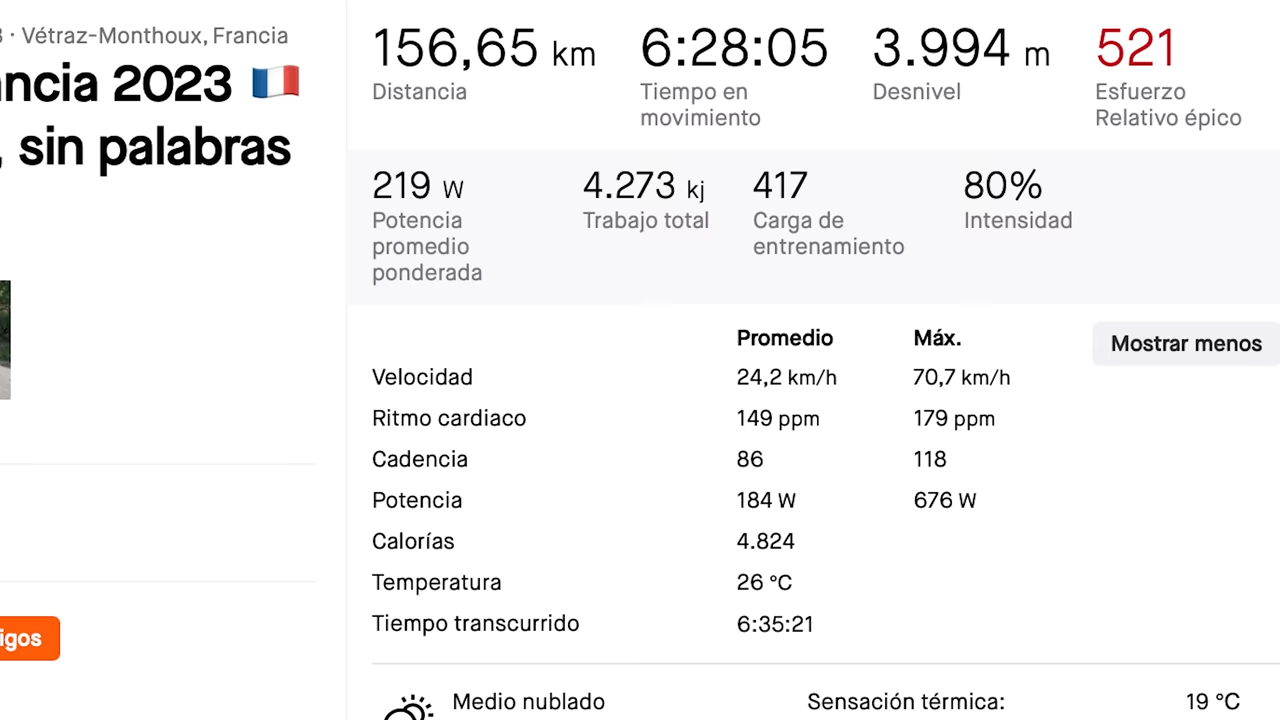 · Vétraz-Monthoux, Francia
ancia 2023
, sin palabras
igos
156,65 km
Distancia
6:28:05
Tiempo en
movimiento
3.994 m
Desnivel
521
Esfuerzo
Relativo épico
219 W
Potencia
promedio
ponderada
4.273 kj
Trabajo total
417
Carga de
entrenamiento
80%
Intensidad
Promedio Máx.
Mostrar menos
Velocidad 24,2 km/h 70,7 km/h
Ritmo cardiaco 149 ppm 179 ppm
Cadencia 86 118
Potencia 184 W 676 W
Calorías 4.824
Temperatura 26 °C
Tiempo transcurrido 6:35:21
Medio nublado Sensación térmica: 19 °C